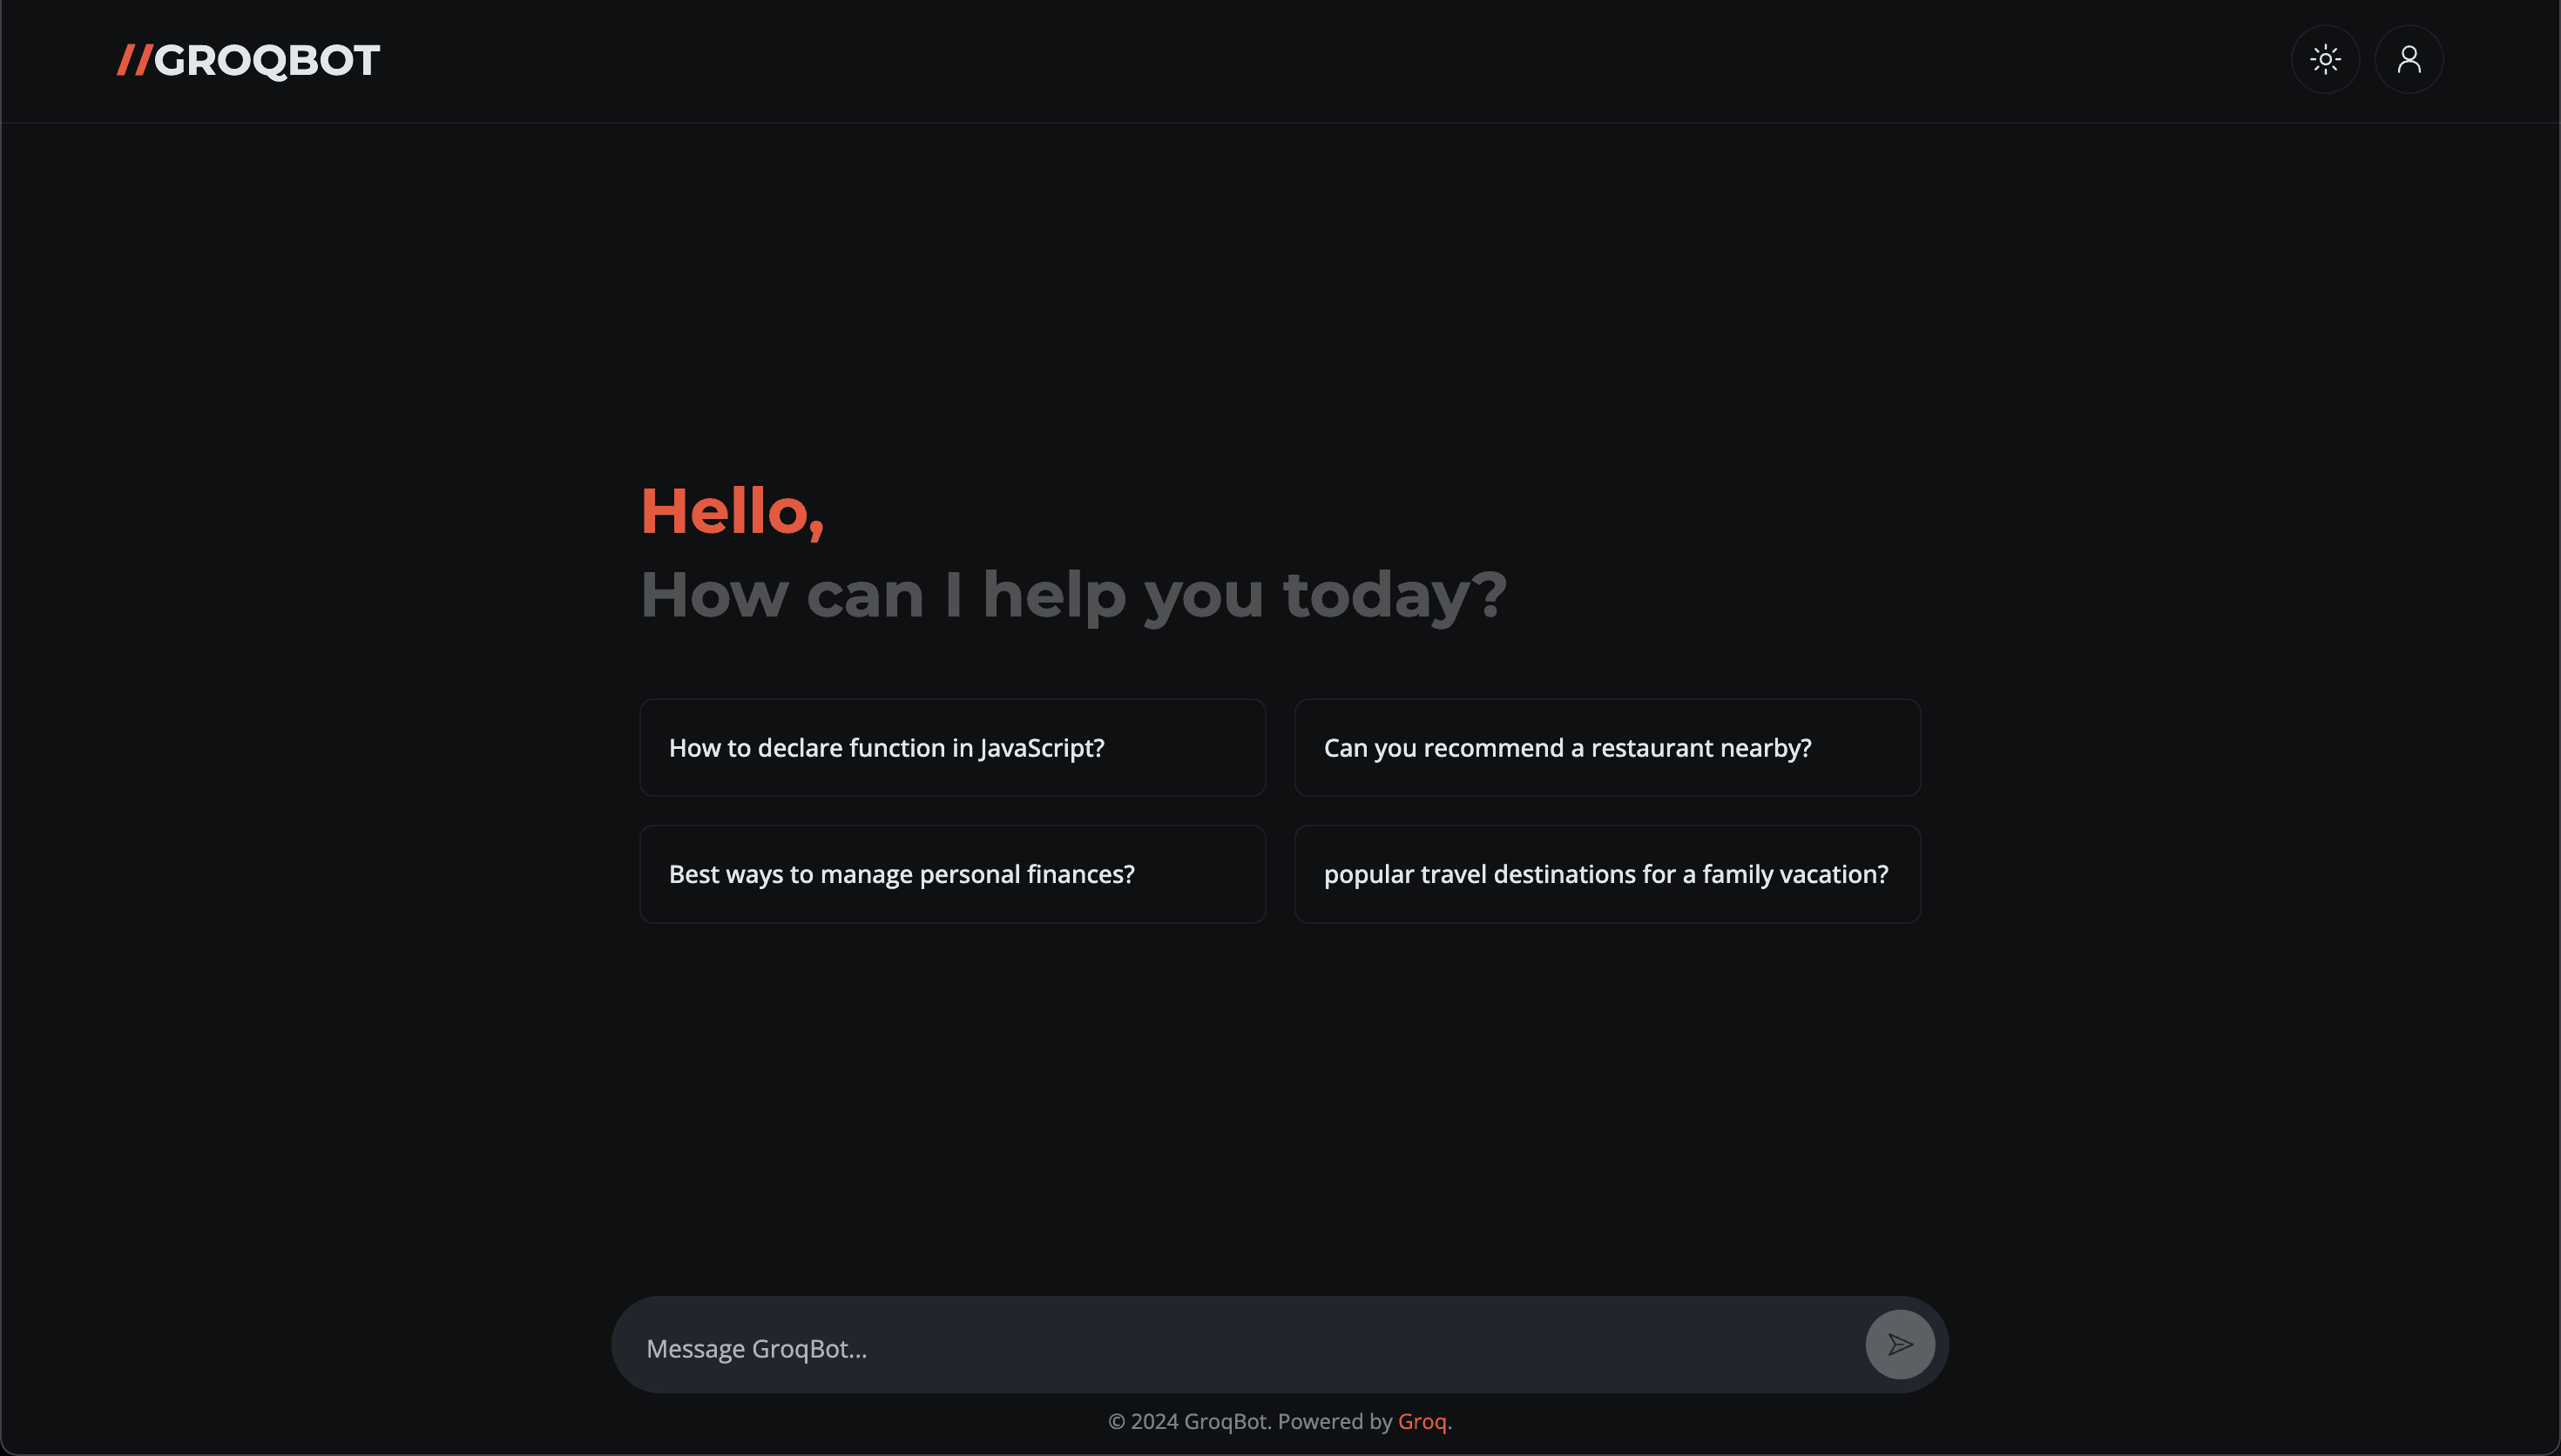 //GROQBOT
Hello,
How can I help you today?
How to declare function in JavaScript?
Can you recommend a restaurant nearby?
Best ways to manage personal finances?
popular travel destinations for a family vacation?
Message GroqBot...
© 2024 GroqBot. Powered by Groq.